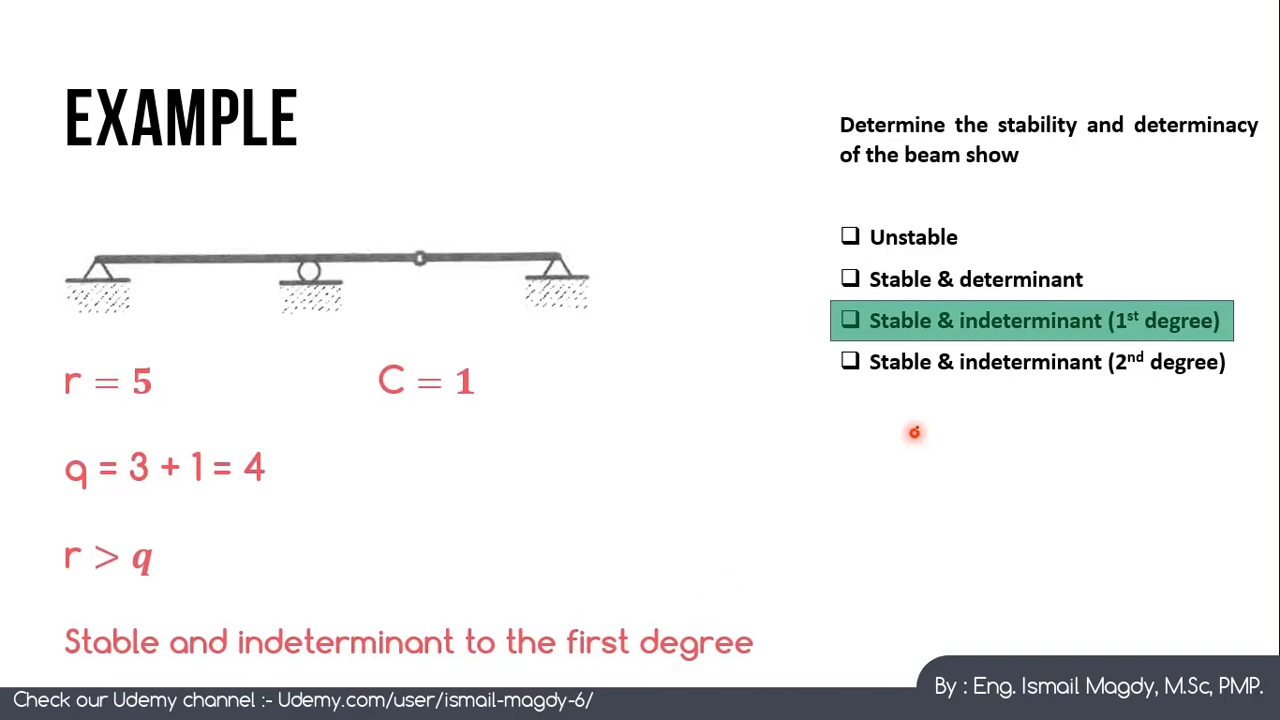 EXAMPLE
Determine the stability and determinacy
of the beam show
❑ Unstable
❑ Stable & determinant
❑ Stable & indeterminant (1st degree)
❑ Stable & indeterminant (2nd degree)
r = 5
C = 1
q = 3 + 1 = 4
r > q
Stable and indeterminant to the first degree
Check our Udemy channel :- Udemy.com/user/ismail-magdy-6/
By : Eng. Ismail Magdy, M.Sc, PMP.